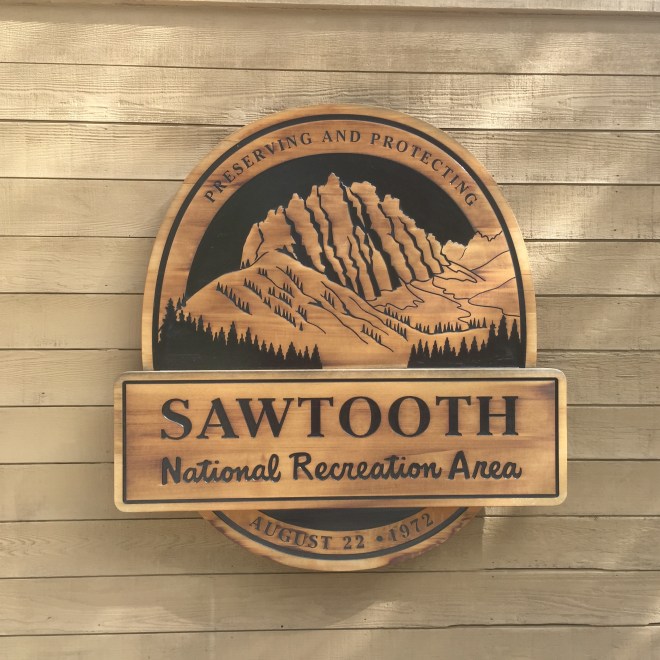 PRESERVING AND PROTECTING
SAWTOOTH
National Recreation Area
AUGUST 22 • 1972